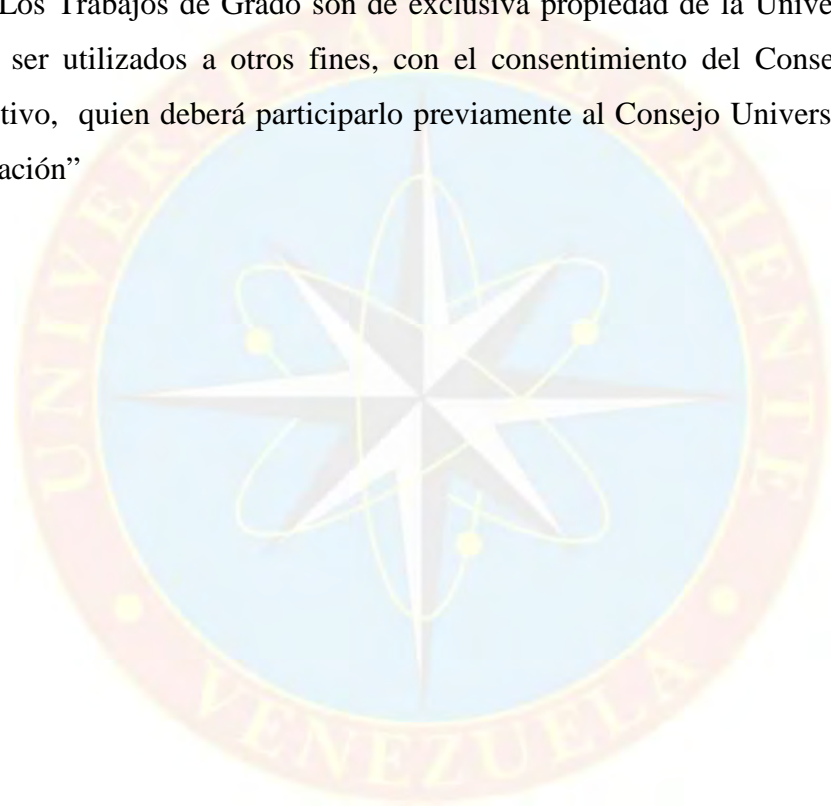 Los Trabajos de Grado son de exclusiva propiedad de la Unive
ser utilizados a otros fines, con el consentimiento del Conse
tivo, quien deberá participarlo previamente al Consejo Univers
ación”
UNIVERSIDAD DE ORIENTE
VENEZUELA